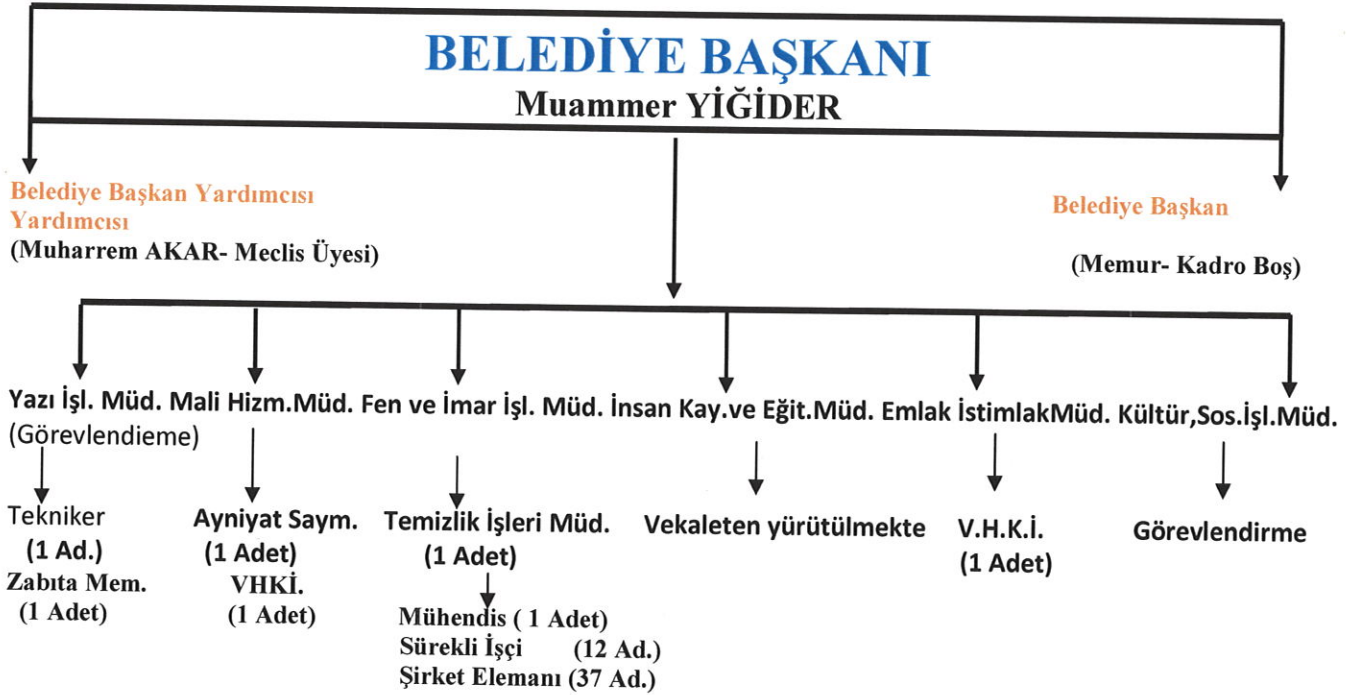 BELEDİYE BAŞKANI
Muammer YİĞİDER
Belediye Başkan Yardımcısı
Yardımcısı
(Muharrem AKAR- Meclis Üyesi)
Belediye Başkan
(Memur- Kadro Boş)
Yazı İşl. Müd. Mali Hizm.Müd. Fen ve İmar İşl. Müd. İnsan Kay.ve Eğit.Müd. Emlak İstimlakMüd. Kültür,Sos.İşl.Müd.
(Görevlendieme)
Tekniker
(1 Ad.)
Zabıta Mem.
(1 Adet)
Ayniyat Saym.
(1 Adet)
VHKİ.
(1 Adet)
Temizlik İşleri Müd.
(1 Adet)
Mühendis ( 1 Adet)
Sürekli İşçi (12 Ad.)
Şirket Elemanı (37 Ad.)
Vekaleten yürütülmekte
V.H.K.İ.
(1 Adet)
Görevlendirme